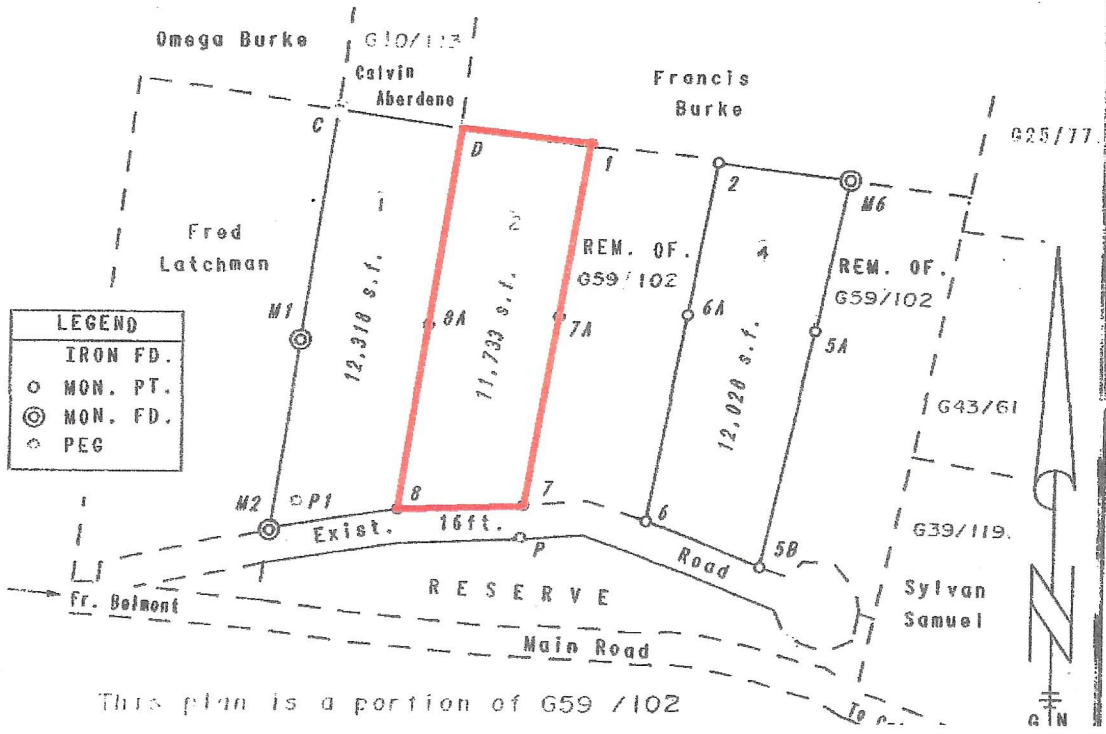 Omega Burke
G10/113
Calvin
Aberdene
Francis
Burke
G25/77.
C
D
1
2
M6
1
2
4
Fred
Latchman
REM. OF.
G59/102
REM. OF.
G59/102
M1
8A
7A
6A
5A
12,318 s.f.
11,733 s.f.
12,028 s.f.
LEGEND
IRON FD.
MON. PT.
MON. FD.
PEG
G43/61
G39/119.
M2
P1
8
7
6
5B
Exist.
16ft.
P
Road
RESERVE
Sylvan
Samuel
Fr. Belmont
Main Road
To
N
G N
This plan is a portion of G59 /102